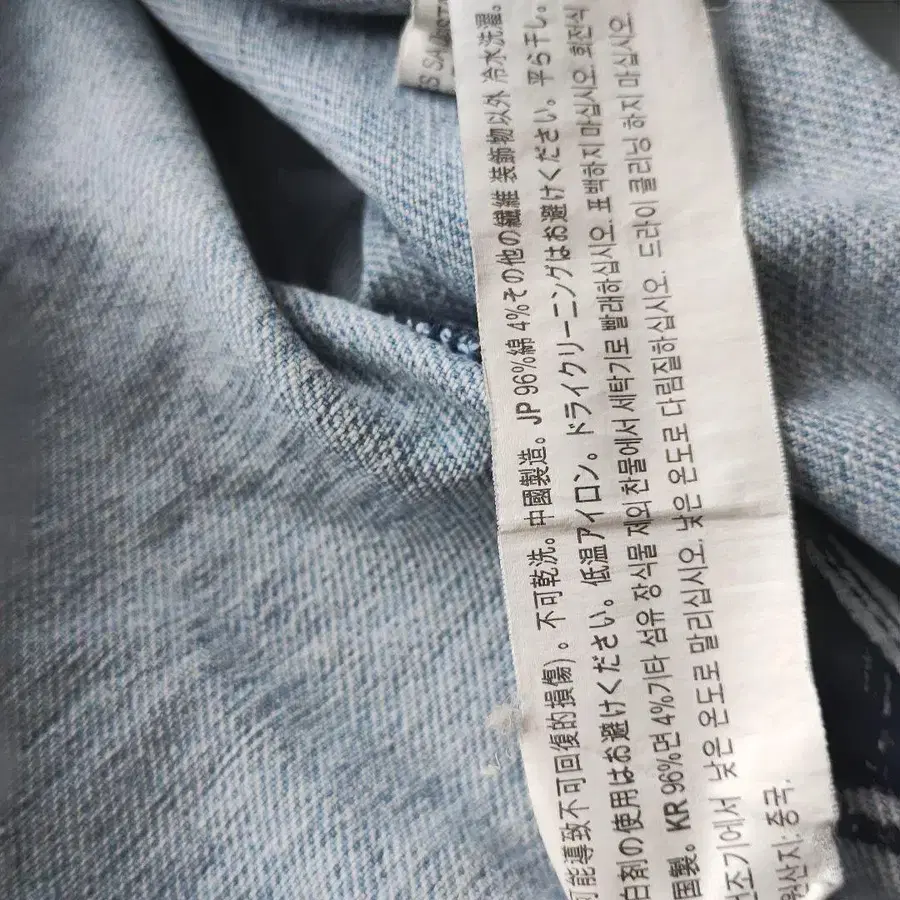 可能導致不可回復的損傷)。不可乾洗。中國製造。JP 96%綿 4%その他の繊維 装飾物以外 冷水洗濯。
白剤の使用はお避けください。低温アイロン。ドライクリーニングはお避けください。平ら干し。
国製。KR 96%면 4%기타 섬유 장식물 제외 찬물에서 세탁기로 빨래하십시오. 표백하지 마십시오. 회전식
건조기에서 낮은 온도로 말리십시오. 낮은 온도로 다림질하십시오. 드라이 클리닝 하지 마십시오.
원산지: 중국.